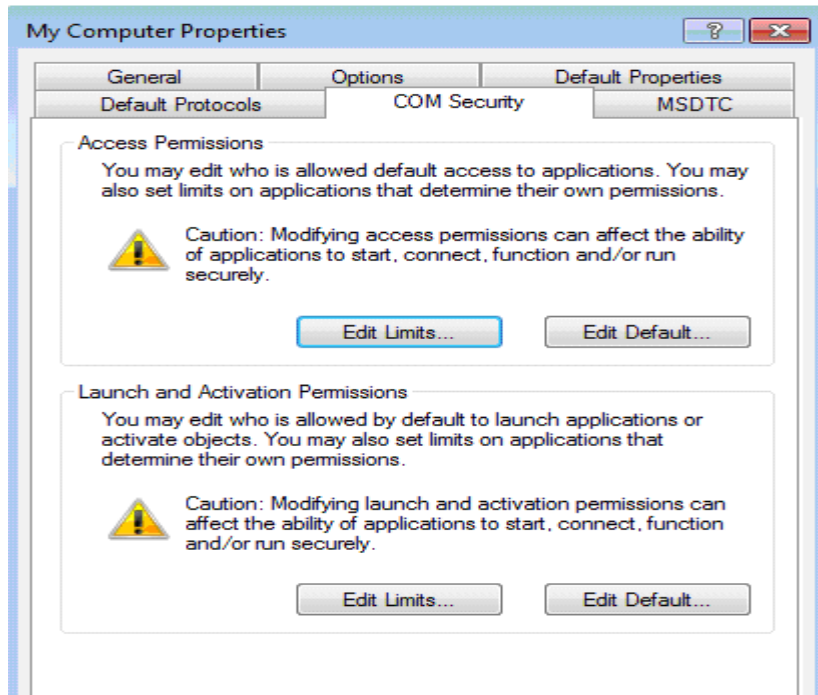 My Computer Properties
General Options Default Properties
Default Protocols COM Security MSDTC
Access Permissions
You may edit who is allowed default access to applications. You may
also set limits on applications that determine their own permissions.
Caution: Modifying access permissions can affect the ability
of applications to start, connect, function and/or run
securely.
Edit Limits... Edit Default...
Launch and Activation Permissions
You may edit who is allowed by default to launch applications or
activate objects. You may also set limits on applications that
determine their own permissions.
Caution: Modifying launch and activation permissions can
affect the ability of applications to start, connect, function
and/or run securely.
Edit Limits... Edit Default...